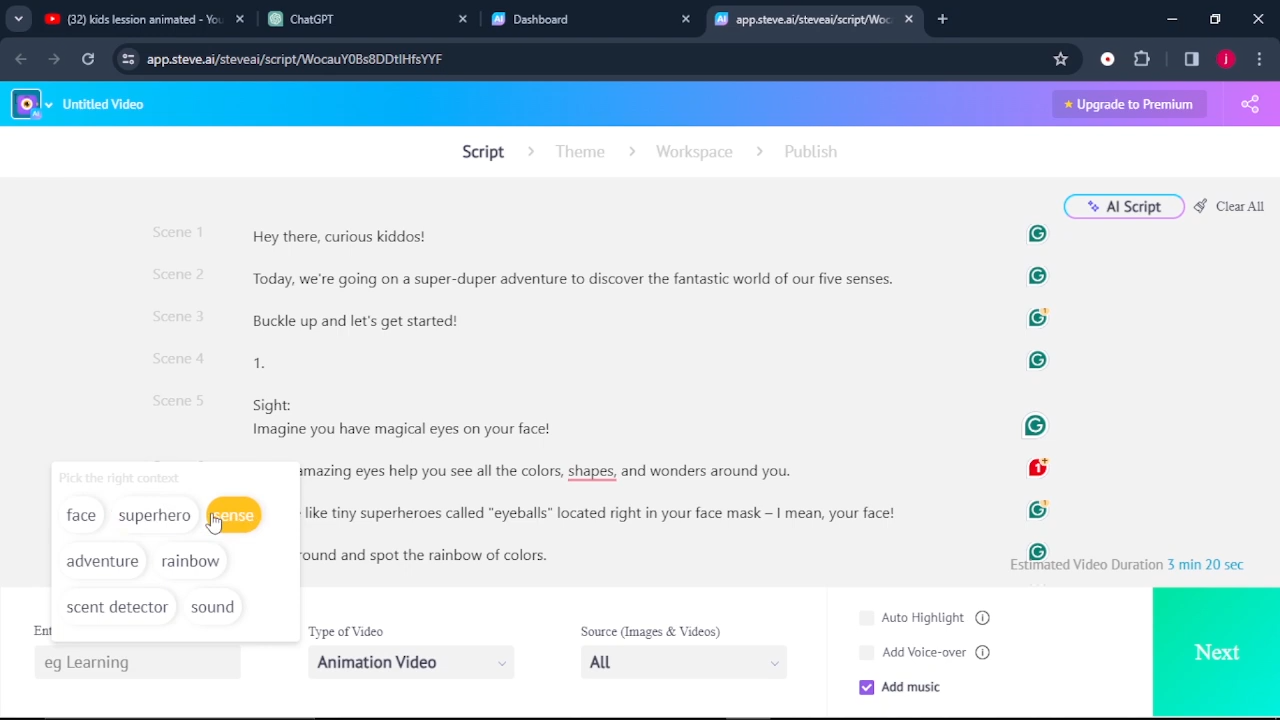 (32) kids lession animated - You
ChatGPT
Dashboard
app.steve.ai/steveai/script/Woc
app.steve.ai/steveai/script/WocauY0Bs8DDtIHfsYYF
j
Untitled Video
Upgrade to Premium
Script > Theme > Workspace > Publish
AI Script
Clear All
Scene 1
Hey there, curious kiddos!
Scene 2
Today, we're going on a super-duper adventure to discover the fantastic world of our five senses.
Scene 3
Buckle up and let's get started!
Scene 4
1.
Scene 5
Sight:
Imagine you have magical eyes on your face!
amazing eyes help you see all the colors, shapes, and wonders around you.
like tiny superheroes called "eyeballs" located right in your face mask – I mean, your face!
round and spot the rainbow of colors.
Pick the right context
face
superhero
sense
adventure
rainbow
scent detector
sound
Estimated Video Duration 3 min 20 sec
Ent
eg Learning
Type of Video
Animation Video
Source (Images & Videos)
All
Auto Highlight
Add Voice-over
Add music
Next